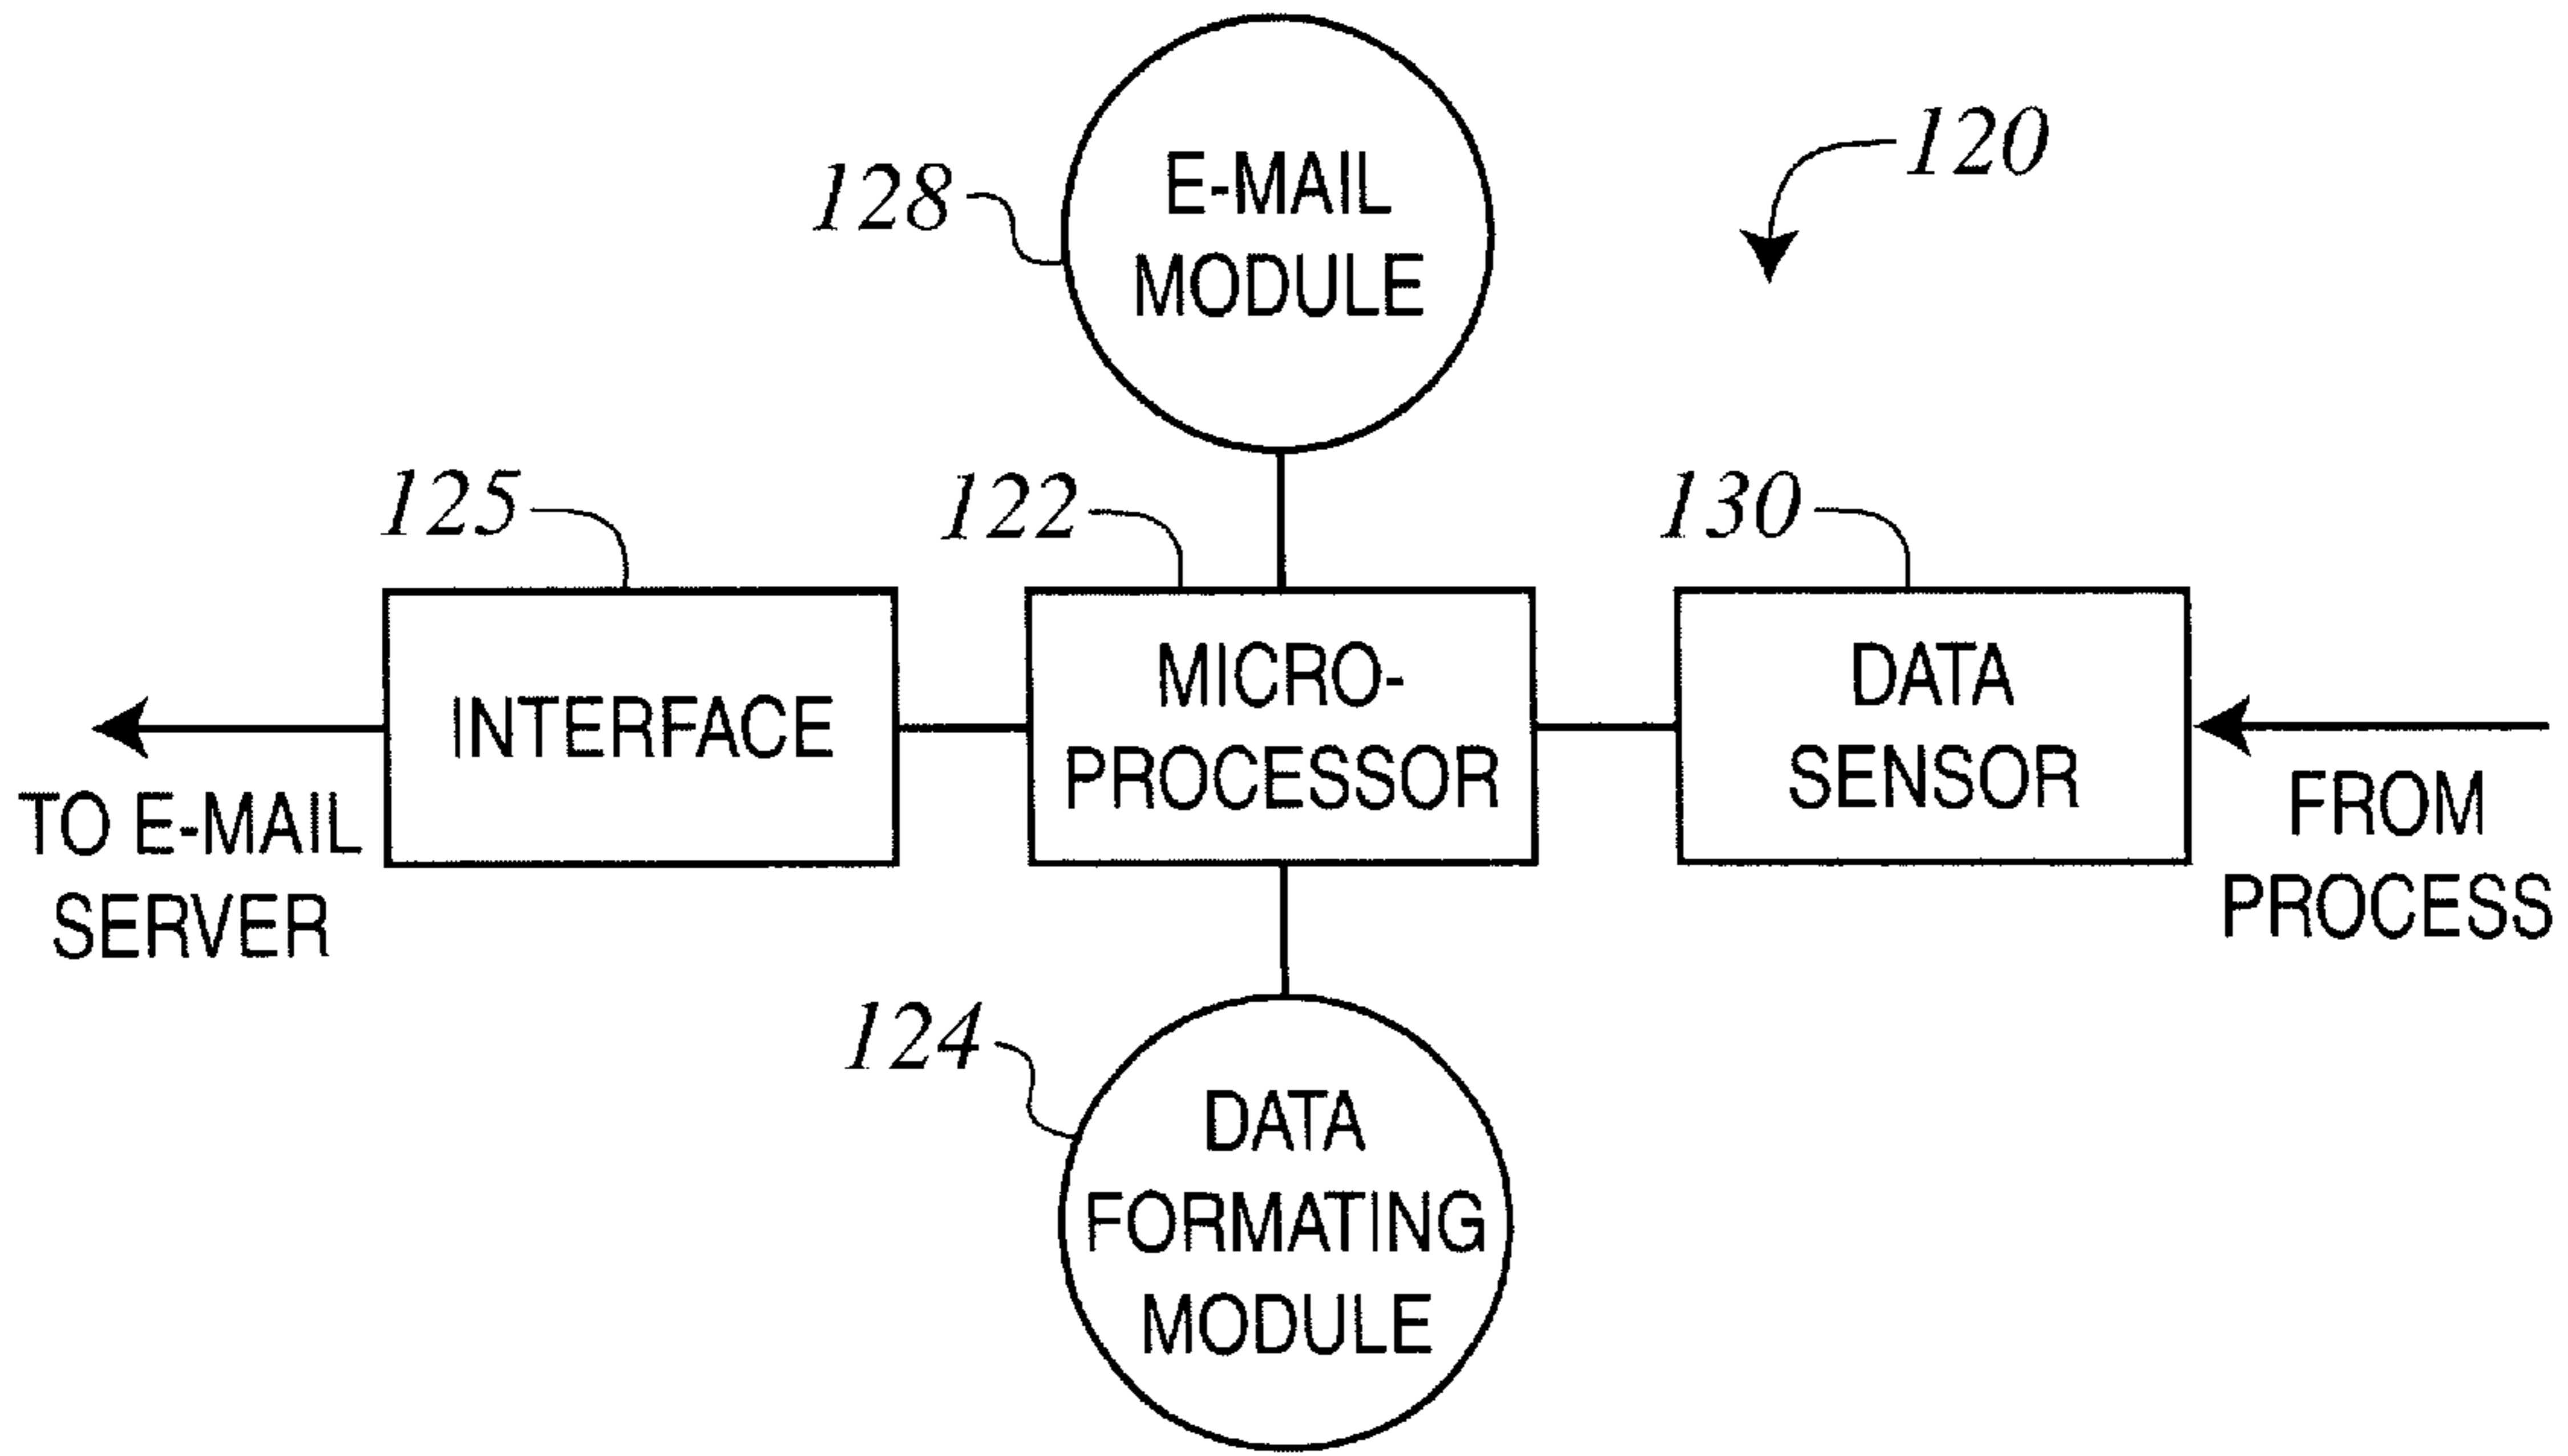 E-MAIL
MODULE
128
120
125
122
130
INTERFACE
MICRO-
PROCESSOR
DATA
SENSOR
TO E-MAIL
SERVER
FROM
PROCESS
124
DATA
FORMATING
MODULE